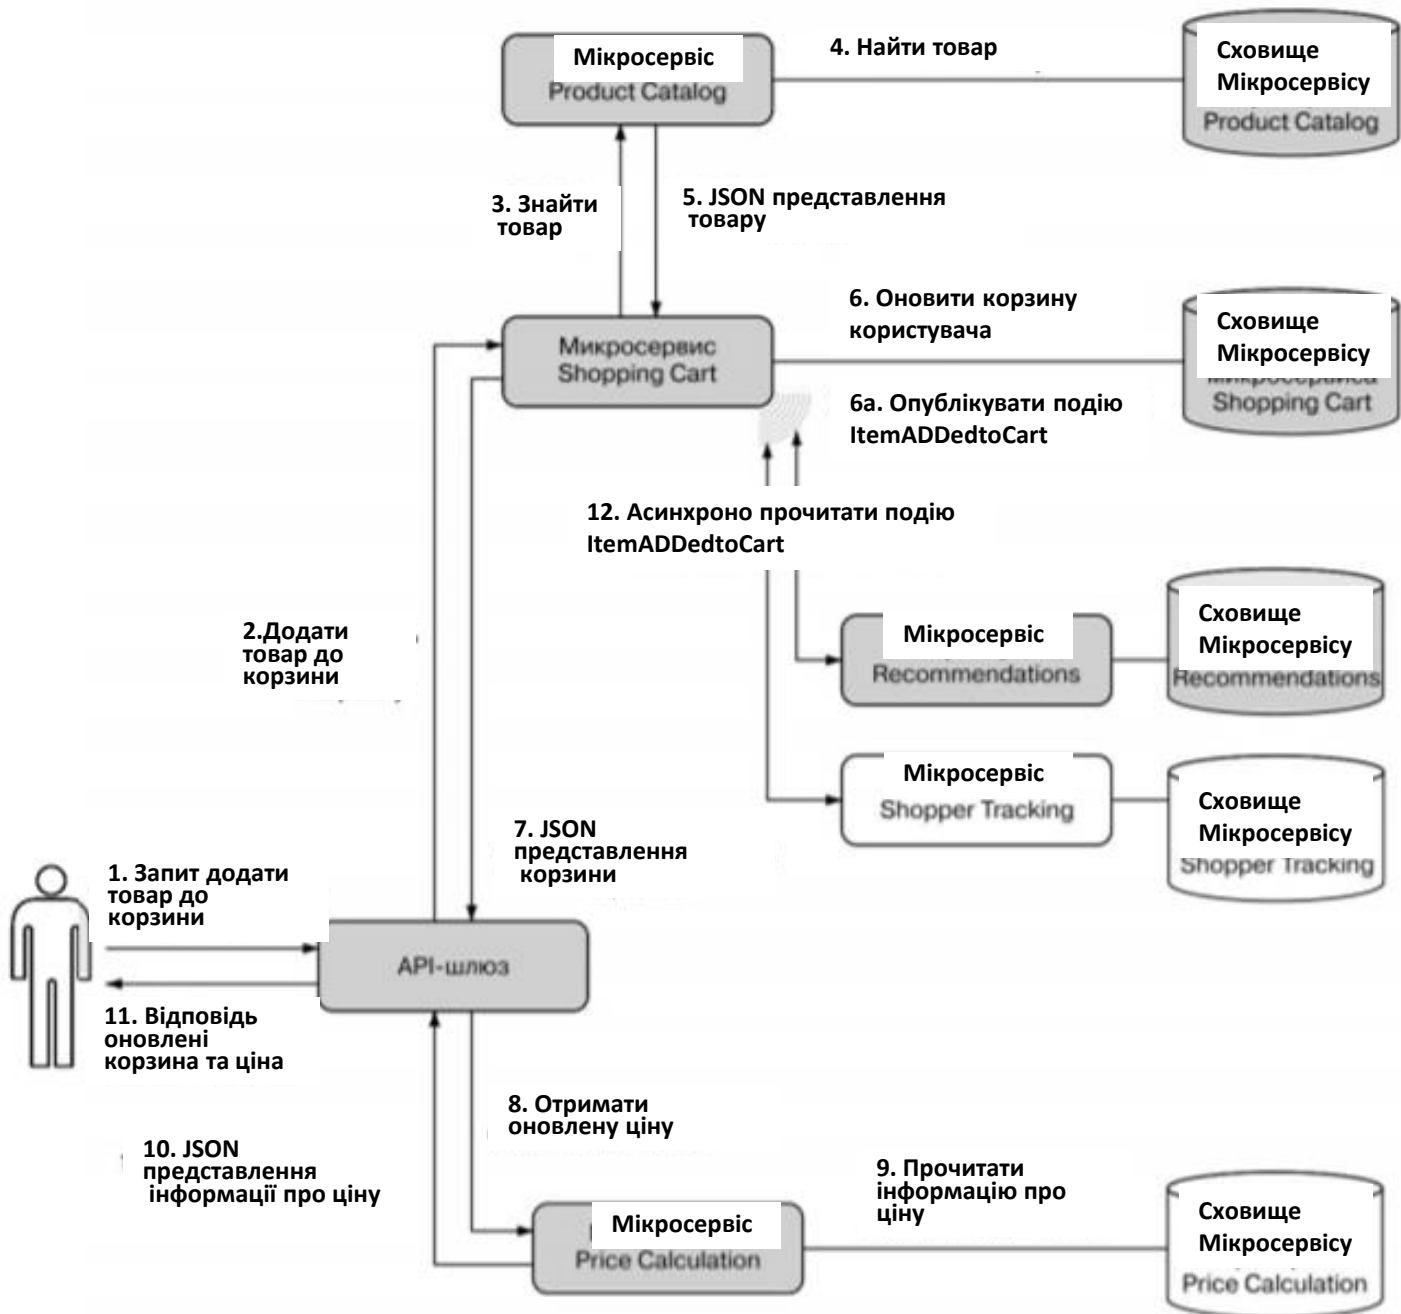 Мікросервіс
Product Catalog
4. Найти товар
Сховище
Мікросервісу
Product Catalog
3. Знайти
товар
5. JSON представлення
товару
6. Оновити корзину
користувача
Микросервис
Shopping Cart
Сховище
Мікросервісу
Микросервиса
Shopping Cart
6а. Опублікувати подію
ItemADDedtoCart
12. Асинхроно прочитати подію
ItemADDedtoCart
Мікросервіс
Recommendations
Сховище
Мікросервісу
Recommendations
2.Додати
товар до
корзини
Мікросервіс
Shopper Tracking
Сховище
Мікросервісу
Shopper Tracking
7. JSON
представлення
корзини
1. Запит додати
товар до
корзини
API-шлюз
11. Відповідь
оновлені
корзина та ціна
8. Отримати
оновлену ціну
10. JSON
представлення
інформації про ціну
9. Прочитати
інформацію про
ціну
Мікросервіс
Price Calculation
Сховище
Мікросервісу
Price Calculation